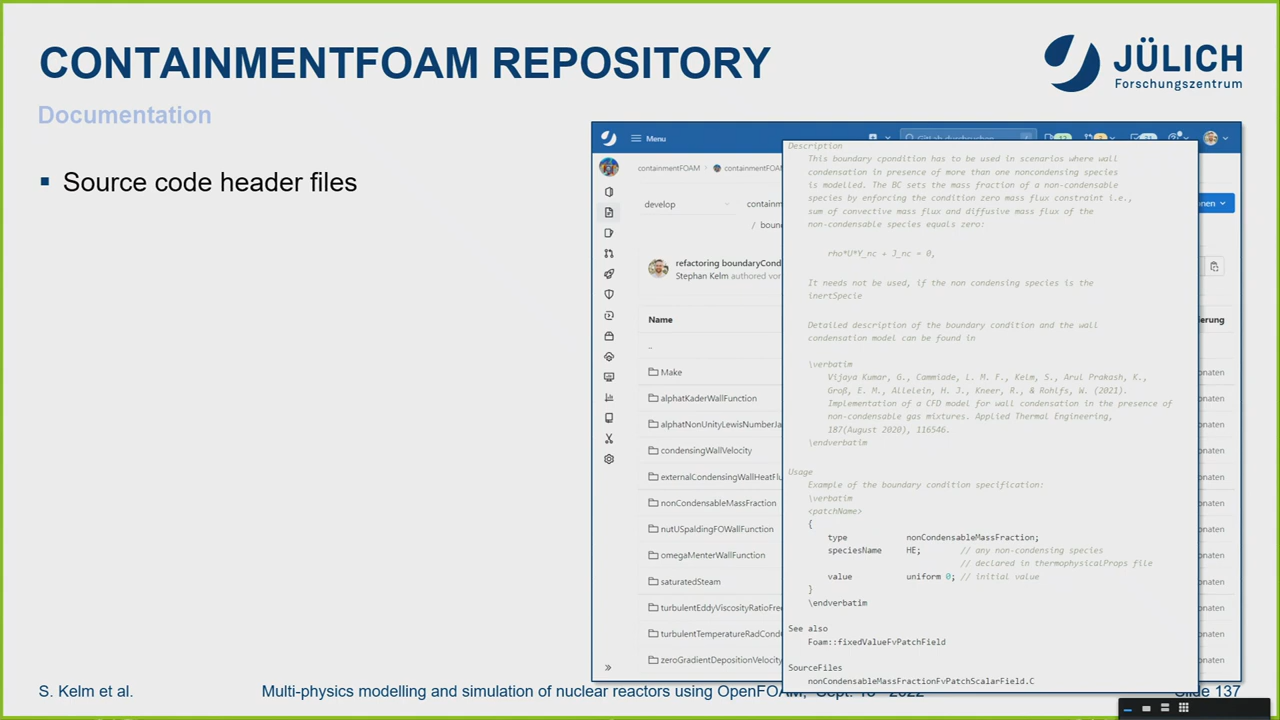 CONTAINMENTFOAM REPOSITORY
JÜLICH
Forschungszentrum
Documentation
Source code header files
Menu
containmentFOAM
develop
refactoring
Stephan Kelm authored
Name
..
Make
alphatKaderWallFunction
condensingWallVelocity
nonCondensableMassFraction
nutUSpaldingFOWallFunction
omegaMenterWallFunction
saturatedSteam
Description
This boundary cpondition has to be used in scenarios where wall
condensation in presence of more than one noncondensing species
is modelled. The BC sets the mass fraction of a non-condensable
species by enforcing the condition zero mass flux constraint i.e.,
sum of convective mass flux and diffusive mass flux of the
non-condensable species equals zero:
rho*U*Y_nc + J_nc = 0,
It needs not be used, if the non condensing species is the
inertSpecie
Detailed description of the boundary condition and the wall
condensation model can be found in
\verbatim
Vijaya Kumar, G., Cammiade, L. M. F., Kelm, S., Arul Prakash, K.,
Groß, E. M., Allelein, H. J., Kneer, R., & Rohlfs, W. (2021).
Implementation of a CFD model for wall condensation in the presence of
non-condensable gas mixtures. Applied Thermal Engineering,
187(August 2020), 116546.
\endverbatim
Usage
Example of the boundary condition specification:
\verbatim
<patchName>
{
type nonCondensableMassFraction;
speciesName HE; // any non-condensing species
// declared in thermophysicalProps file
value uniform 0; // initial value
}
\endverbatim
See also
Foam::fixedValueFvPatchField
SourceFiles
nonCondensableMassFractionFvPatchScalarField.C
S. Kelm et al.
Multi-physics modelling and simulation of nuclear reactors using OpenFOAM,
2022
Slide 137